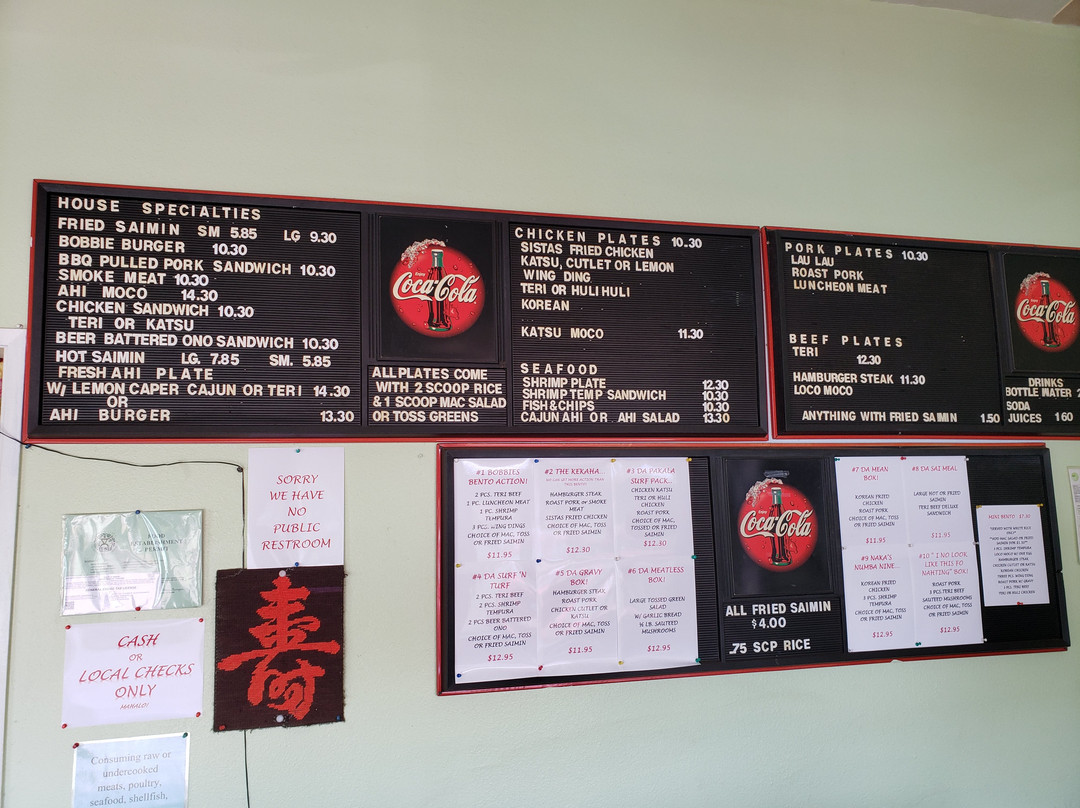 HOUSE SPECIALTIES
FRIED SAIMIN SM 5.85 LG 9.30
BOBBIE BURGER 10.30
BBQ PULLED PORK SANDWICH 10.30
SMOKE MEAT 10.30
AHI MOCO 14.30
CHICKEN SANDWICH 10.30
TERI OR KATSU
BEER BATTERED ONO SANDWICH 10.30
HOT SAIMIN LG. 7.85 SM. 5.85
FRESH AHI PLATE
W/ LEMON CAPER CAJUN OR TERI 14.30
OR
AHI BURGER 13.30
Enjoy
Coca-Cola
ALL PLATES COME
WITH 2 SCOOP RICE
& 1 SCOOP MAC SALAD
OR TOSS GREENS
CHICKEN PLATES 10.30
SISTAS FRIED CHICKEN
KATSU, CUTLET OR LEMON
WING DING
TERI OR HULI HULI
KOREAN
KATSU MOCO 11.30
SEAFOOD
SHRIMP PLATE 12.30
SHRIMP TEMP SANDWICH 10.30
FISH & CHIPS 10.30
CAJUN AHI OR AHI SALAD 13.30
PORK PLATES 10.30
LAU LAU
ROAST PORK
LUNCHEON MEAT
BEEF PLATES
TERI
12.30
HAMBURGER STEAK 11.30
LOCO MOCO
ANYTHING WITH FRIED SAIMIN 1.50
Coca-Cola
DRINKS
BOTTLE WATER
SODA
JUICES 1 60
#1 BOBBIES
BENTO ACTION!
2 PCS. TERI BEEF
1 PC. LUNCHEON MEAT
1 PC. SHRIMP
TEMPURA
3 PCS. WING DINGS
CHOICE OF MAC, TOSS
OR FRIED SAIMIN
$11.95
#2 THE KEKAHA...
HAMBURGER STEAK
ROAST PORK OR SMOKE
MEAT
SISTAS FRIED CHICKEN
CHOICE OF MAC, TOSS
OR FRIED SAIMIN
$12.30
#3 DA PAKALA
SURF PACK...
CHICKEN KATSU
TERI OR HULI
CHICKEN
ROAST PORK
CHOICE OF MAC,
TOSSED OR FRIED
SAIMIN
$12.30
#4 DA SURF 'N
TURF
2 PCS. TERI BEEF
2 PCS. SHRIMP
TEMPURA
2 PCS BEER BATTERED
ONO
CHOICE OF MAC, TOSS
OR FRIED SAIMIN
$12.95
#5 DA GRAVY
BOX!
HAMBURGER STEAK
ROAST PORK
CHICKEN CUTLET OR
KATSU
CHOICE OF MAC, TOSS
OR FRIED SAIMIN
$11.95
#6 DA MEATLESS
BOX!
LARGE TOSSED GREEN
SALAD
W/ GARLIC BREAD
¼ LB. SAUTEED
MUSHROOMS
$12.95
Coca-Cola
ALL FRIED SAIMIN
$4.00
.75 SCP RICE
#7 DA MEAN
BOX!
KOREAN FRIED
CHICKEN
ROAST PORK
CHOICE OF MAC, TOSS
OR FRIED SAIMIN
$11.95
#8 DA SAI MEAL
LARGE HOT OR FRIED
SAIMIN
TERI BEEF DELUXE
SANDWICH
$11.95
#9 NAKA'S
NUMBA NINE...
KOREAN FRIED
CHICKEN
3 PCS. SHRIMP
TEMPURA
CHOICE OF MAC, TOSS
OR FRIED SAIMIN
$12.95
#10 "I NO LOOK
LIKE THIS FO
NAHTING" BOX!
ROAST PORK
3 PCS.TERI BEEF
SAUTEED MUSHROOMS
CHOICE OF MAC, TOSS
OR FRIED SAIMIN
$12.95
MINI BENTO
SORRY
WE HAVE
NO
PUBLIC
RESTROOM
FOOD
ESTABLISHMENT
PERMIT
CASH
OR
LOCAL CHECKS
ONLY
MAHALO!
壽
Consuming raw or
undercooked
meats, poultry,
seafood, shellfish,